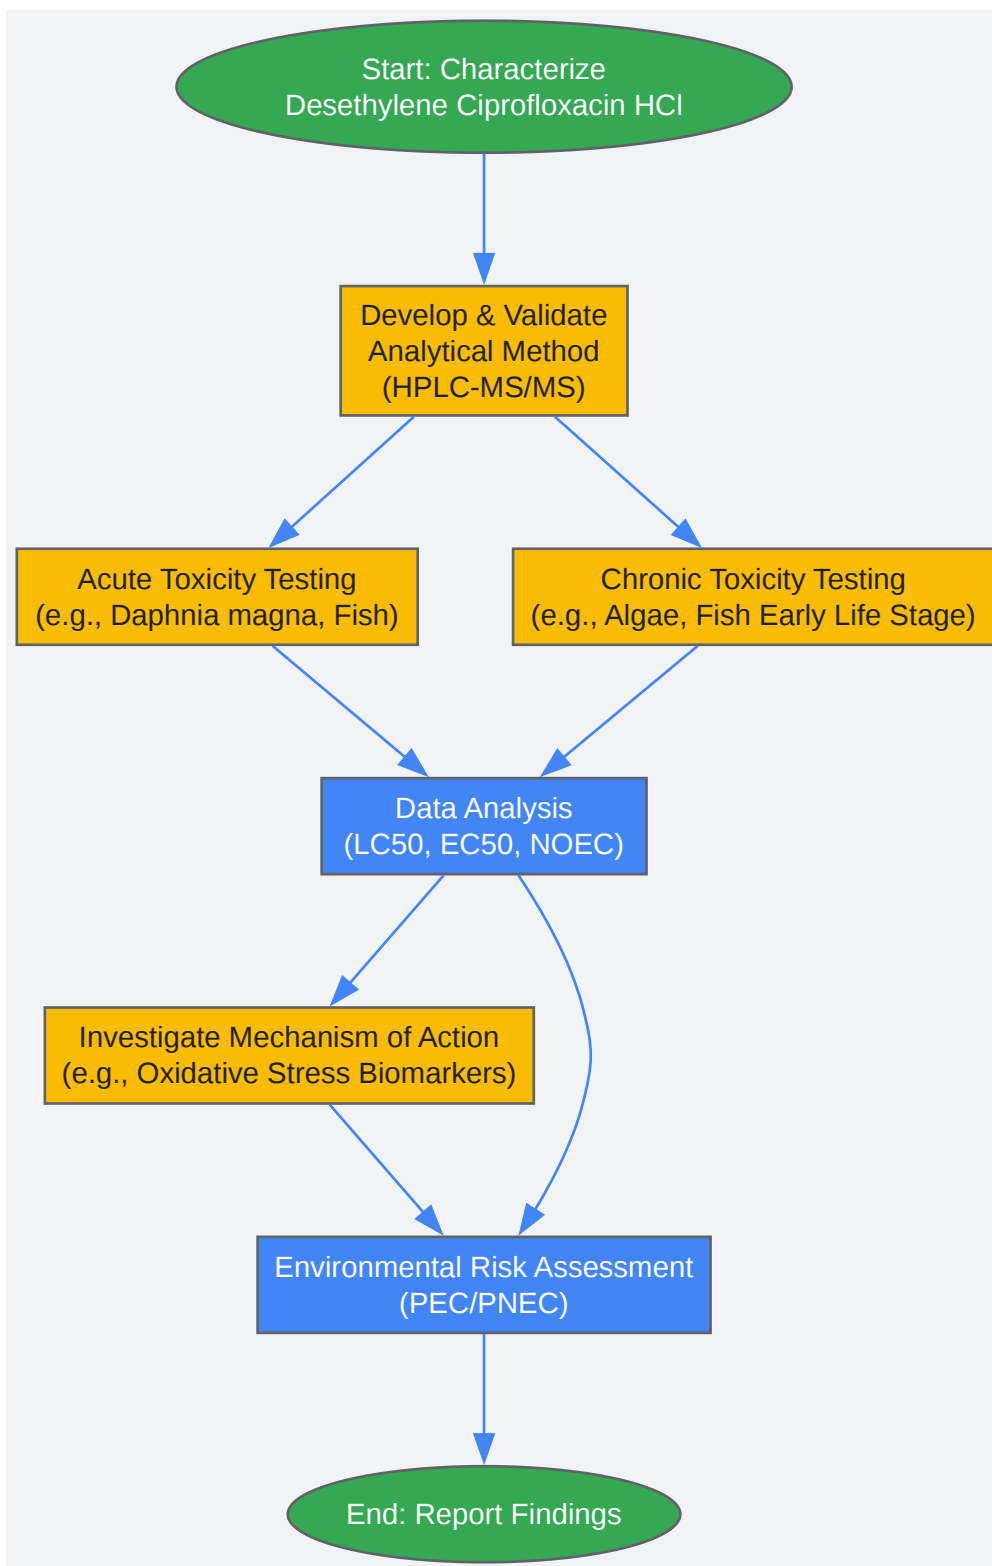 Start: Characterize
Desethylene Ciprofloxacin HCl
Develop & Validate
Analytical Method
(HPLC-MS/MS)
Acute Toxicity Testing
(e.g., Daphnia magna, Fish)
Chronic Toxicity Testing
(e.g., Algae, Fish Early Life Stage)
Data Analysis
(LC50, EC50, NOEC)
Investigate Mechanism of Action
(e.g., Oxidative Stress Biomarkers)
Environmental Risk Assessment
(PEC/PNEC)
End: Report Findings